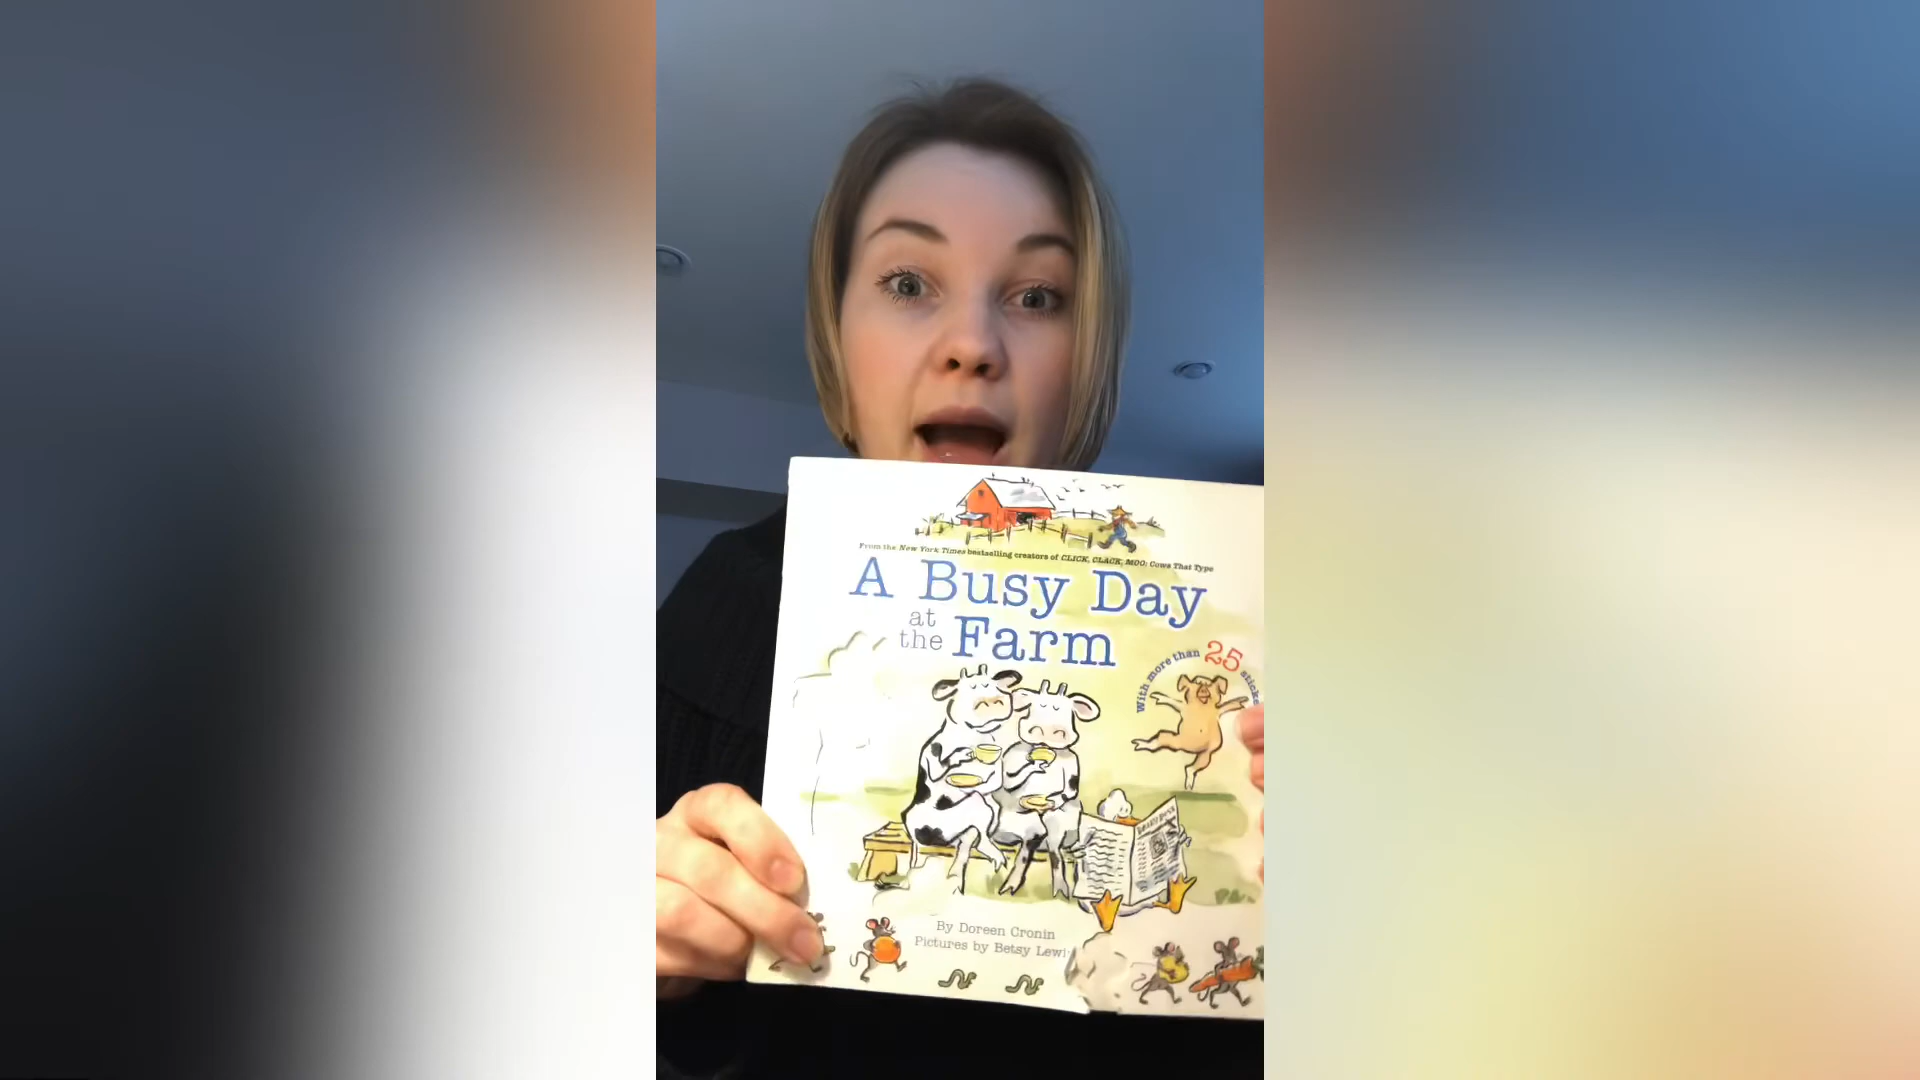 From the New York Times bestselling creators of CLICK, CLACK, MOO: Cows That Type
A Busy Day
at
the Farm
With more than 25
By Doreen Cronin
Pictures by Betsy